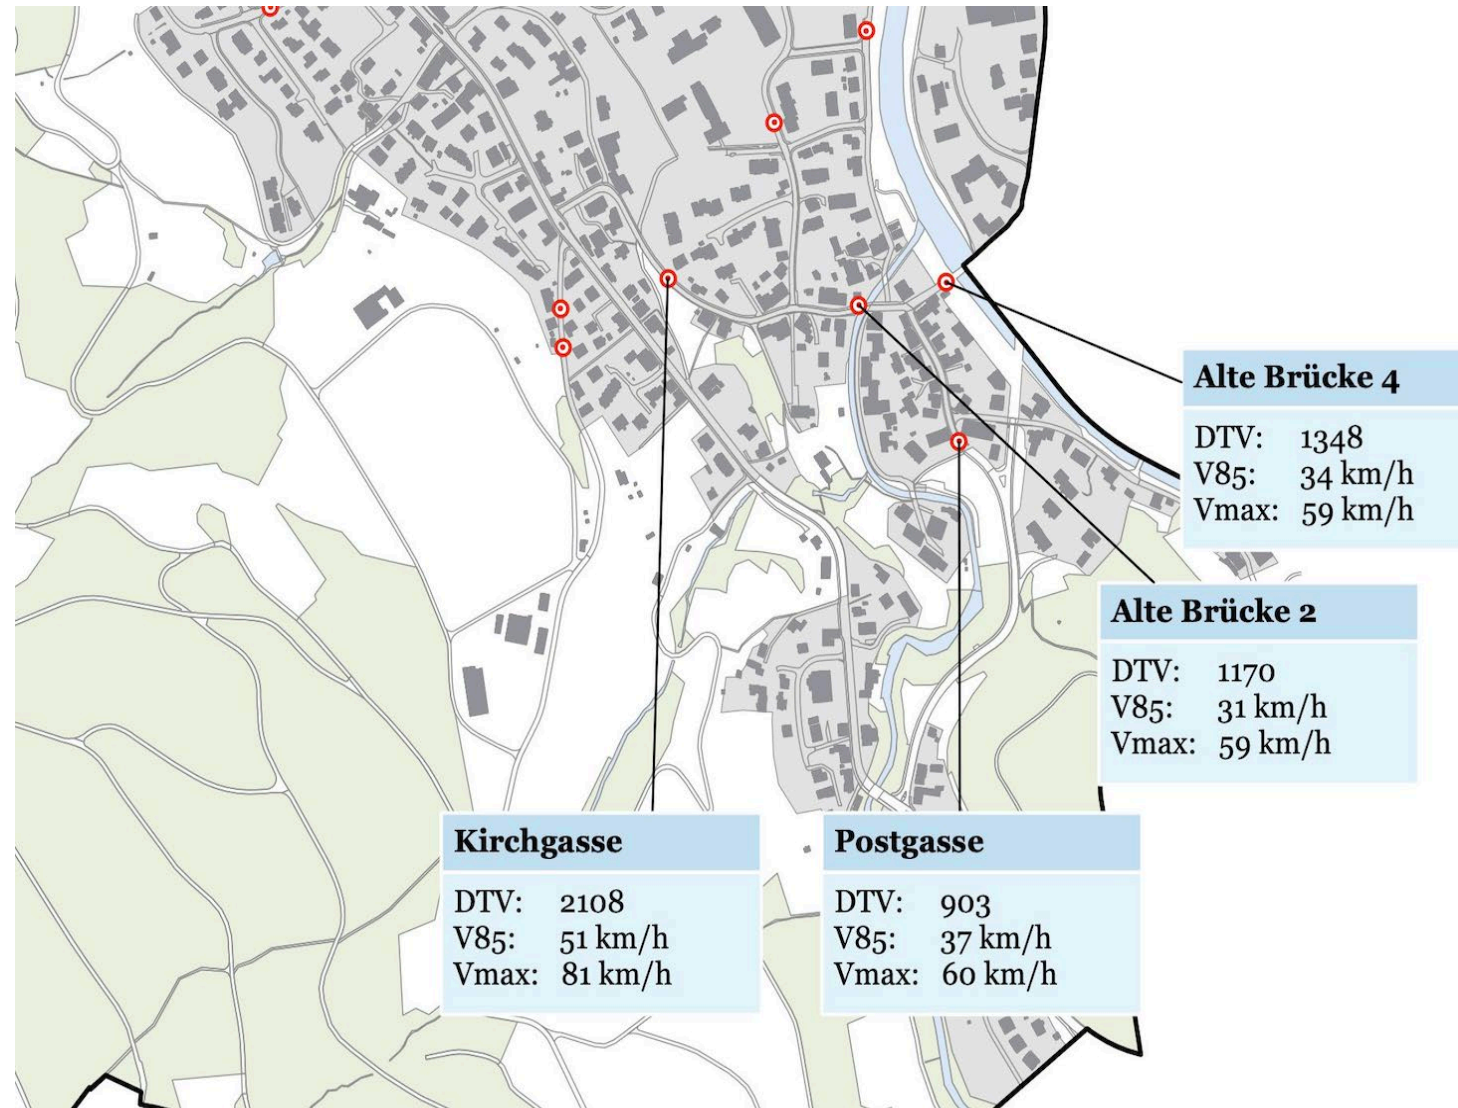 Alte Brücke 4
DTV: 1348
V85: 34 km/h
Vmax: 59 km/h
Alte Brücke 2
DTV: 1170
V85: 31 km/h
Vmax: 59 km/h
Kirchgasse
DTV: 2108
V85: 51 km/h
Vmax: 81 km/h
Postgasse
DTV: 903
V85: 37 km/h
Vmax: 60 km/h